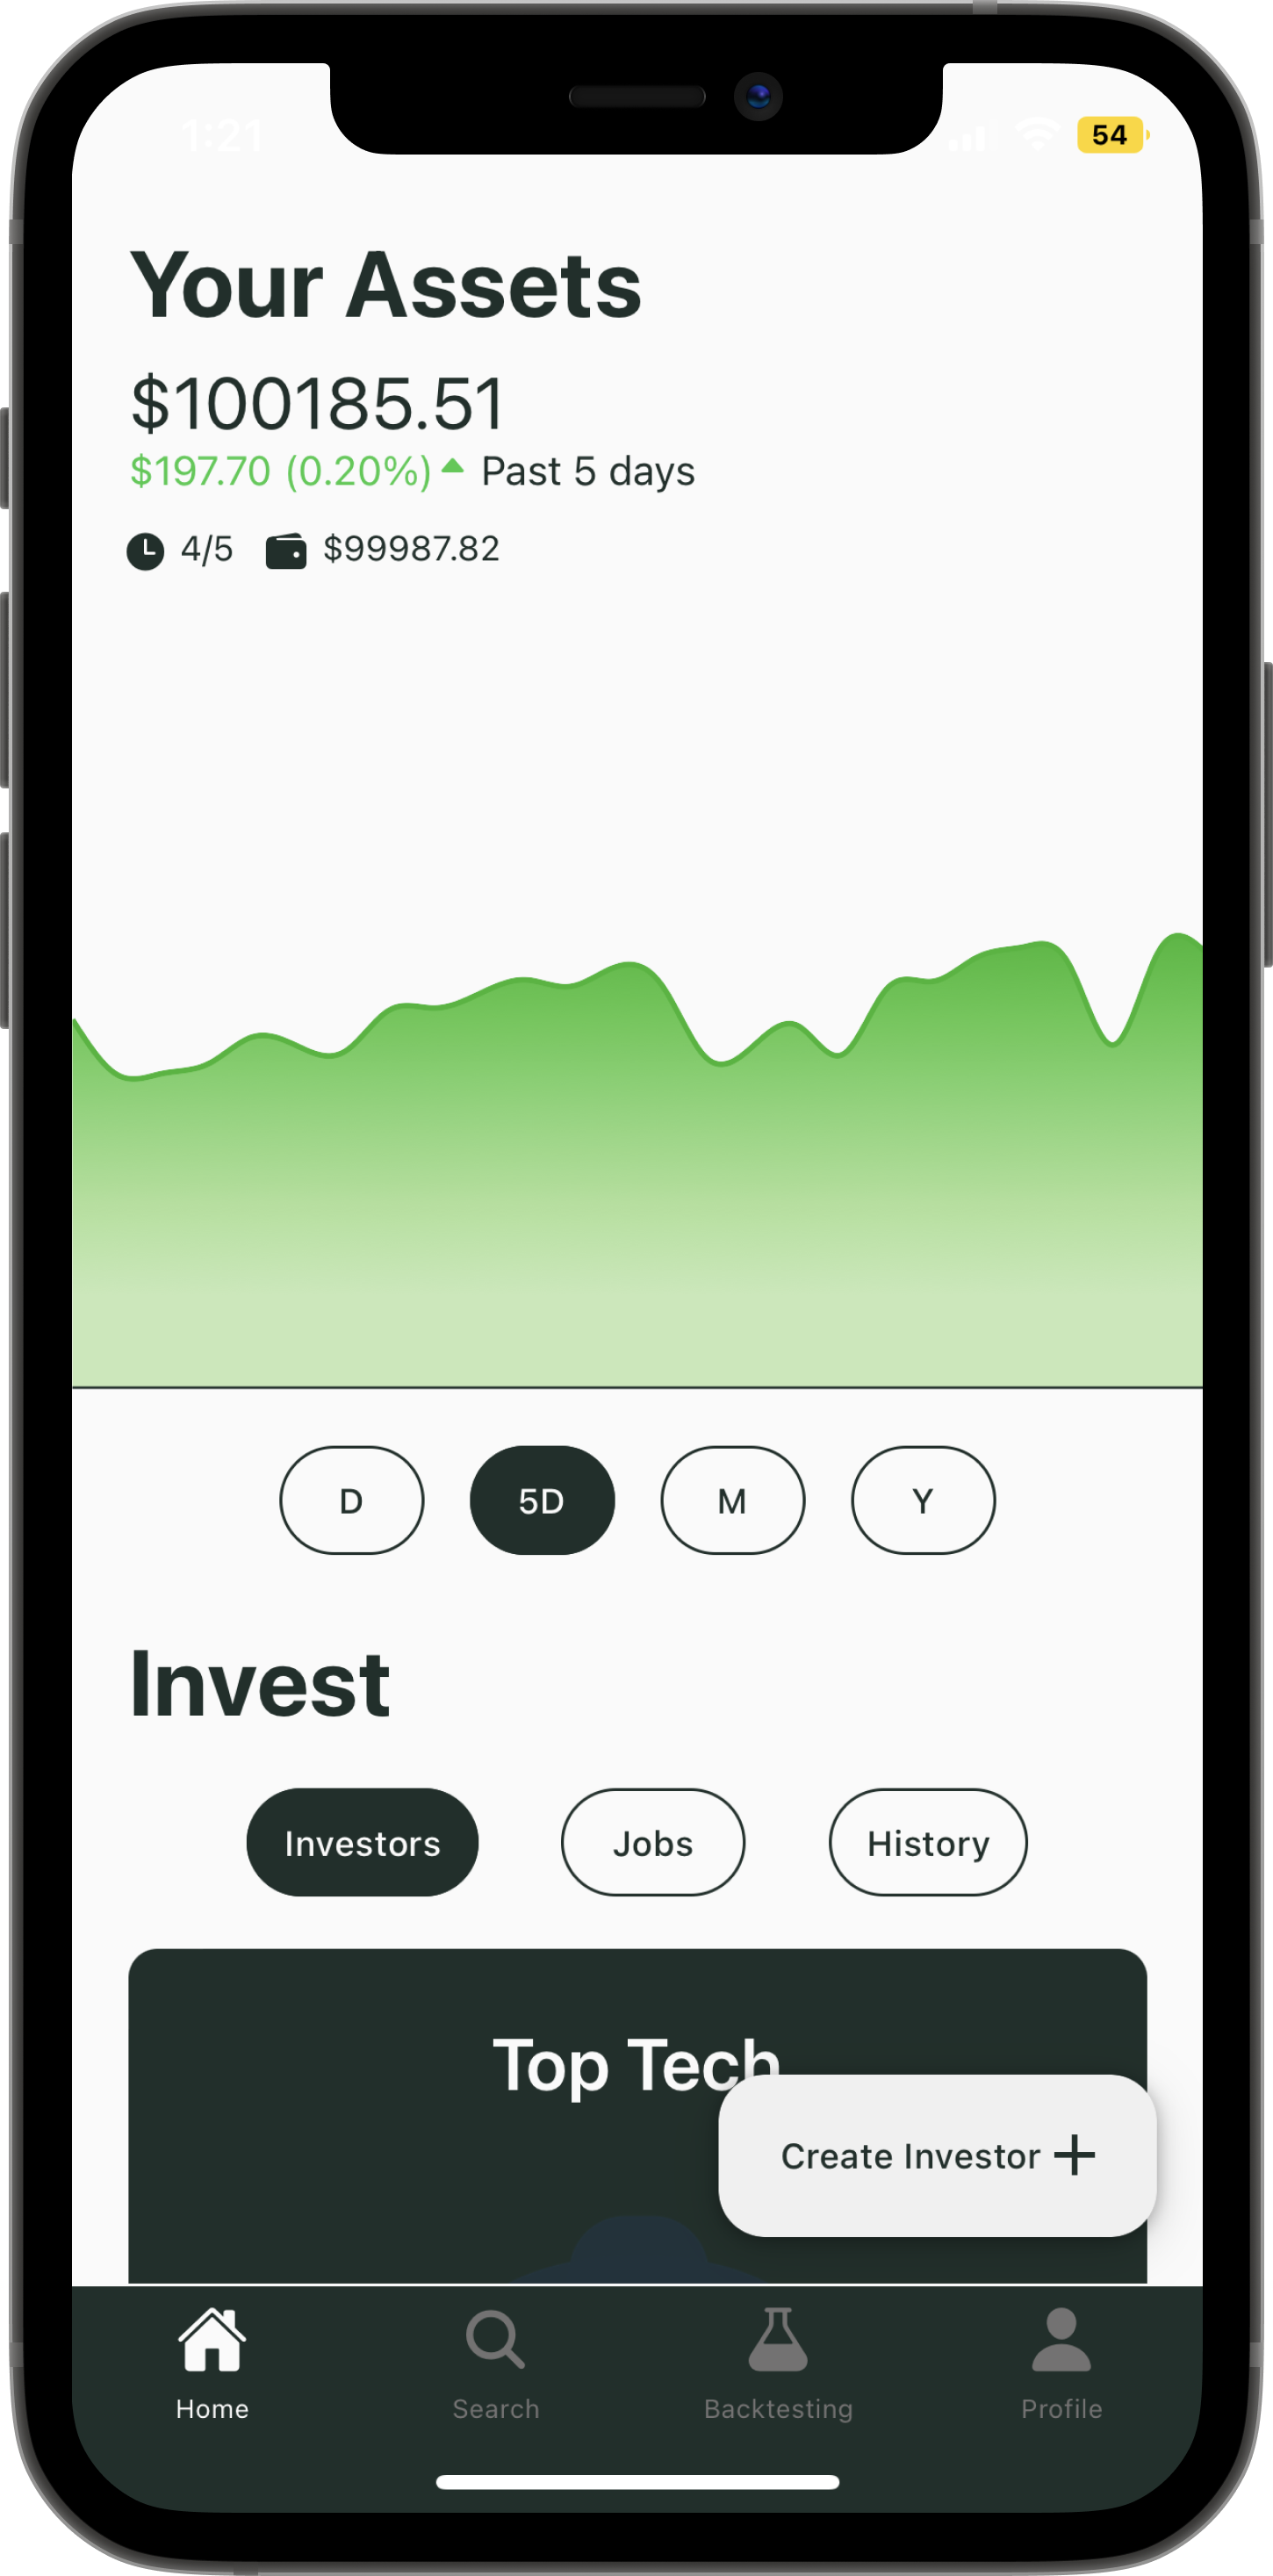 1:21 54
Your Assets
$100185.51
$197.70 (0.20%) Past 5 days
4/5 $99987.82
D 5D M Y
Invest
Investors Jobs History
Top Tech
Create Investor +
Home Search Backtesting Profile